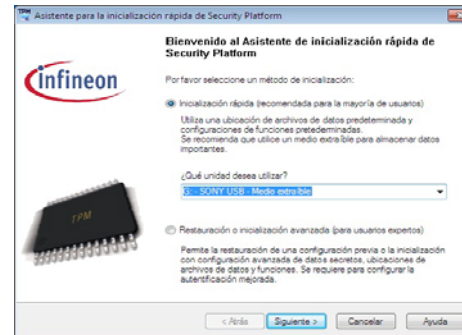 Asistente para la inicialización rápida de Security Platform
Bienvenido al Asistente de inicialización rápida de
Security Platform
infineon
Por favor seleccione un método de inicialización:
Inicialización rápida (recomendada para la mayoría de usuarios)
Utiliza una ubicación de archivos de datos predeterminada y
configuraciones de funciones pretederminadas.
Se recomienda que utilice un medio extraíble para almacenar datos
importantes.
¿Qué unidad desea utilizar?
G: - SONY USB - Medio extraíble
TPM
Restauración o inicialización avanzada (para usuarios expertos)
Permite la restauración de una configuración previa o la inicialización
con configuración avanzada de datos secretos, ubicaciones de
archivos de datos y funciones. Se requiere para configurar la
autentificación mejorada.
< Atrás
Siguiente >
Cancelar
Ayuda